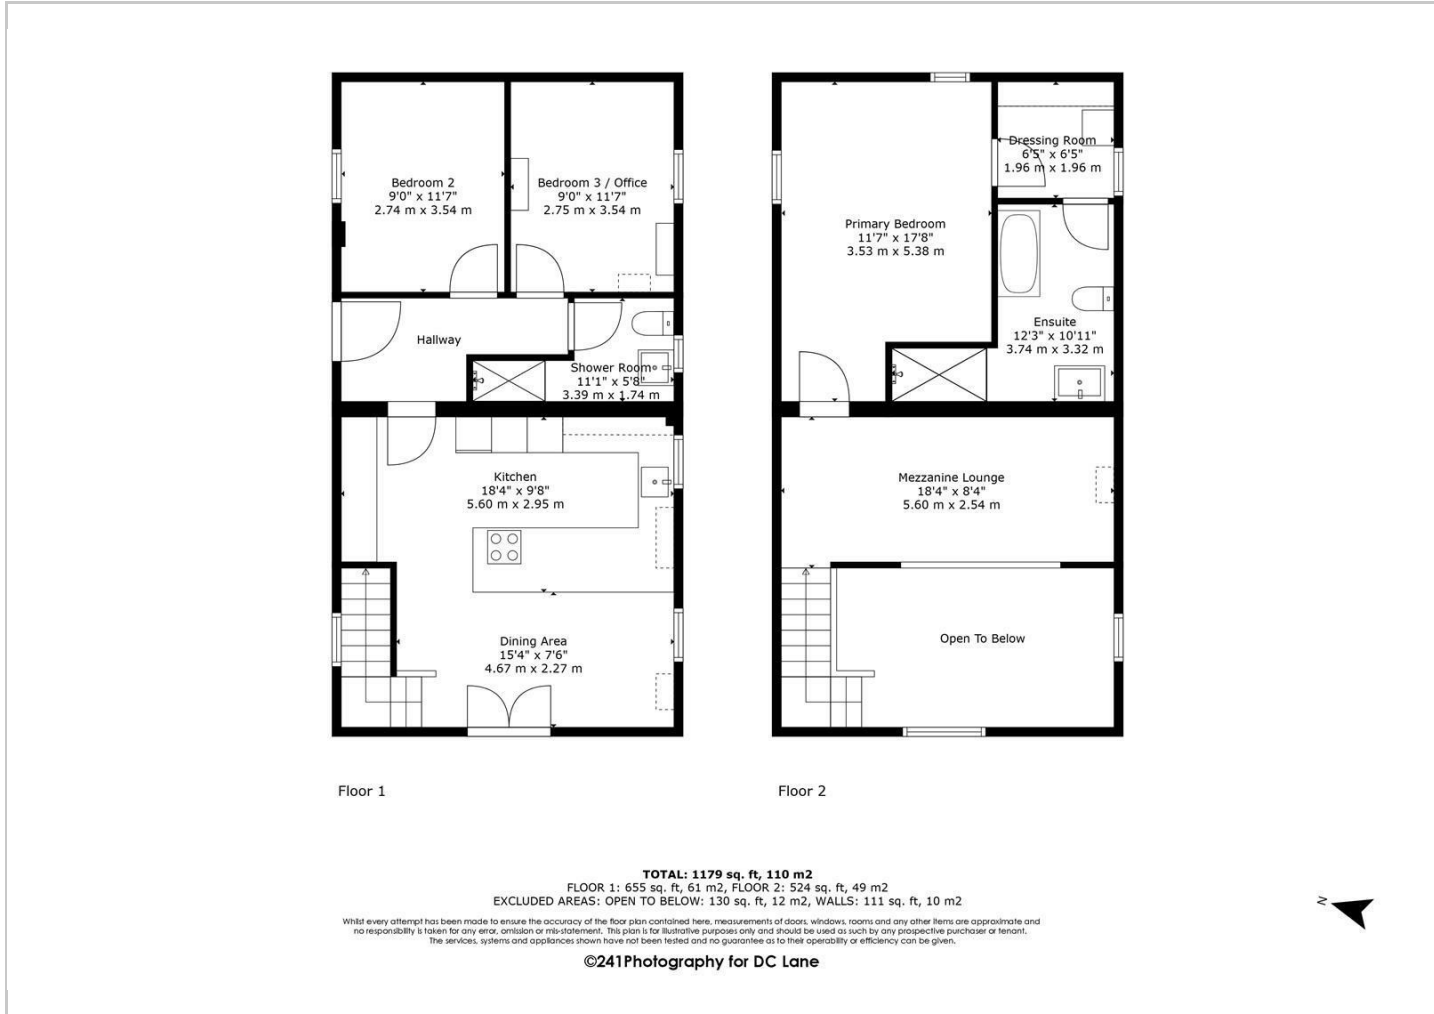 Bedroom 2
9'0" x 11'7"
2.74 m x 3.54 m
Bedroom 3 / Office
9'0" x 11'7"
2.75 m x 3.54 m
Hallway
Shower Room
11'1" x 5'8"
3.39 m x 1.74 m
Kitchen
18'4" x 9'8"
5.60 m x 2.95 m
Dining Area
15'4" x 7'6"
4.67 m x 2.27 m
Floor 1
Dressing Room
6'5" x 6'5"
1.96 m x 1.96 m
Primary Bedroom
11'7" x 17'8"
3.53 m x 5.38 m
Ensuite
12'3" x 10'11"
3.74 m x 3.32 m
Mezzanine Lounge
18'4" x 8'4"
5.60 m x 2.54 m
Open To Below
Floor 2
TOTAL: 1179 sq. ft, 110 m2
FLOOR 1: 655 sq. ft, 61 m2, FLOOR 2: 524 sq. ft, 49 m2
EXCLUDED AREAS: OPEN TO BELOW: 130 sq. ft, 12 m2, WALLS: 111 sq. ft, 10 m2
N
Whilst every attempt has been made to ensure the accuracy of the floor plan contained here, measurements of doors, windows, rooms and any other items are approximate and
no responsibility is taken for any error, omission or mis-statement. This plan is for illustrative purposes only and should be used as such by any prospective purchaser or tenant.
The services, systems and appliances shown have not been tested and no guarantee as to their operability or efficiency can be given.
©241Photography for DC Lane